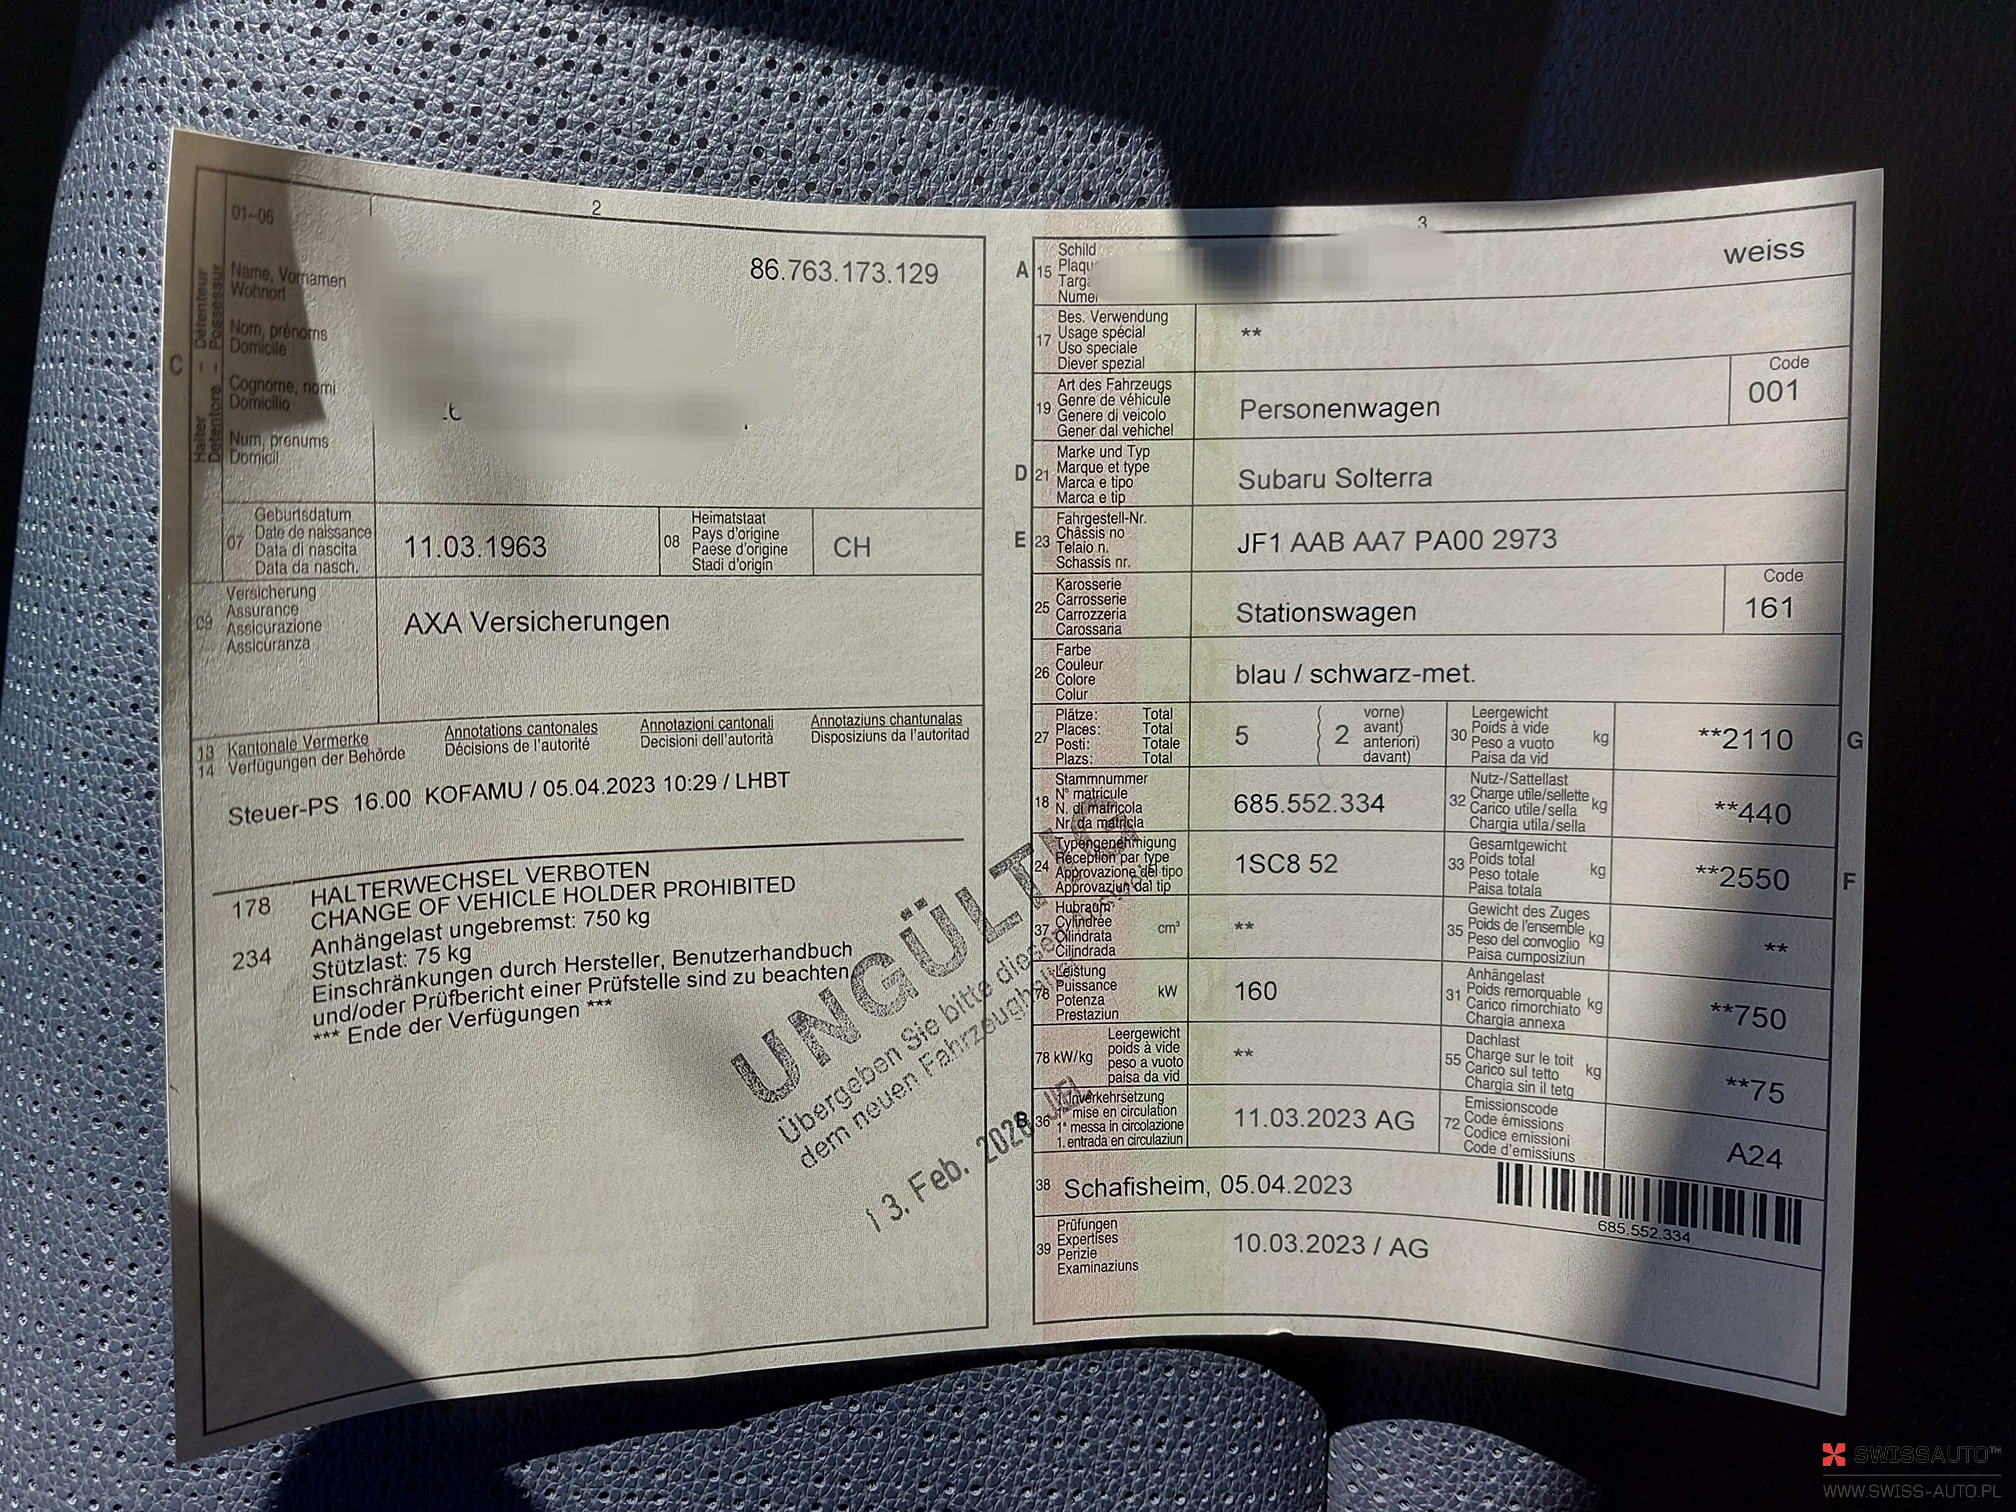 2
01–06
86.763.173.129
Name, Vornamen
Wohnort
Nom, prénoms
Domicile
Cognome, nomi
Domicilio
Num, prenums
Domicil
C
Halter – Détenteur
Detentore – Possessur
07
Geburtsdatum
Date de naissance
Data di nascita
Data da nasch.
11.03.1963
08
Heimatstaat
Pays d'origine
Paese d'origine
Stadi d'origin
CH
09
Versicherung
Assurance
Assicurazione
Assicuranza
AXA Versicherungen
13 Kantonale Vermerke
14 Verfügungen der Behörde
Annotations cantonales
Décisions de l'autorité
Annotazioni cantonali
Decisioni dell'autorità
Annotaziuns chantunalas
Disposiziuns da l'autoritad
Steuer-PS 16.00 KOFAMU / 05.04.2023 10:29 / LHBT
178 HALTERWECHSEL VERBOTEN
CHANGE OF VEHICLE HOLDER PROHIBITED
234 Anhängelast ungebremst: 750 kg
Stützlast: 75 kg
Einschränkungen durch Hersteller, Benutzerhandbuch
und/oder Prüfbericht einer Prüfstelle sind zu beachten.
*** Ende der Verfügungen ***
UNGÜLTIG
Übergeben Sie bitte diesen
dem neuen Fahrzeughalter
13. Feb. 2026 JEL
3
A 15
Schild
Targ
weiss
17
Bes. Verwendung
Usage spécial
Uso speciale
Diever spezial
**
19
Art des Fahrzeugs
Genre de véhicule
Genere di veicolo
Gener dal vehichel
Personenwagen
Code
001
D 21
Marke und Typ
Marque et type
Marca e tipo
Marca e tip
Subaru Solterra
E 23
Fahrgestell-Nr.
Châssis no
Telaio n.
Schassis nr.
JF1 AAB AA7 PA00 2973
25
Karosserie
Carrosserie
Carrozzeria
Carossaria
Stationswagen
Code
161
26
Farbe
Couleur
Colore
Colur
blau / schwarz-met.
27
Plätze: Total
Places: Total
Posti: Totale
Plazs: Total
5
2
vorne)
avant)
anteriori)
davant)
30
Leergewicht
Poids à vide
Peso a vuoto
Paisa da vid
kg
**2110
G
18
Stammnummer
N° matricule
N. di matricola
Nr. da matricla
685.552.334
32
Nutz-/Sattellast
Charge utile/sellette
Carico utile/sella
Chargia utila/sella
kg
**440
24
Typengenehmigung
Réception par type
Approvazione del tipo
Approvaziun dal tip
1SC8 52
33
Gesamtgewicht
Poids total
Peso totale
Paisa totala
kg
**2550
F
37
Hubraum
Cylindrée
Cilindrata
Cilindrada
cm³
**
35
Gewicht des Zuges
Poids de l'ensemble
Peso del convoglio
Paisa cumposiziun
kg
**
76
Leistung
Puissance
Potenza
Prestaziun
kW
160
31
Anhängelast
Poids remorquable
Carico rimorchiato
Chargia annexa
kg
**750
78 kW/kg
Leergewicht
poids à vide
peso a vuoto
paisa da vid
**
55
Dachlast
Charge sur le toit
Carico sul tetto
Chargia sin il tetg
kg
**75
B 36
1. Inverkehrsetzung
mise en circulation
1ª messa in circolazione
1. entrada en circulaziun
11.03.2023 AG
72
Emissionscode
Code émissions
Codice emissioni
Code d'emissiuns
A24
38 Schafisheim, 05.04.2023
685.552.334
39
Prüfungen
Expertises
Perizie
Examinaziuns
10.03.2023 / AG
SWISSAUTO™
WWW.SWISS-AUTO.PL